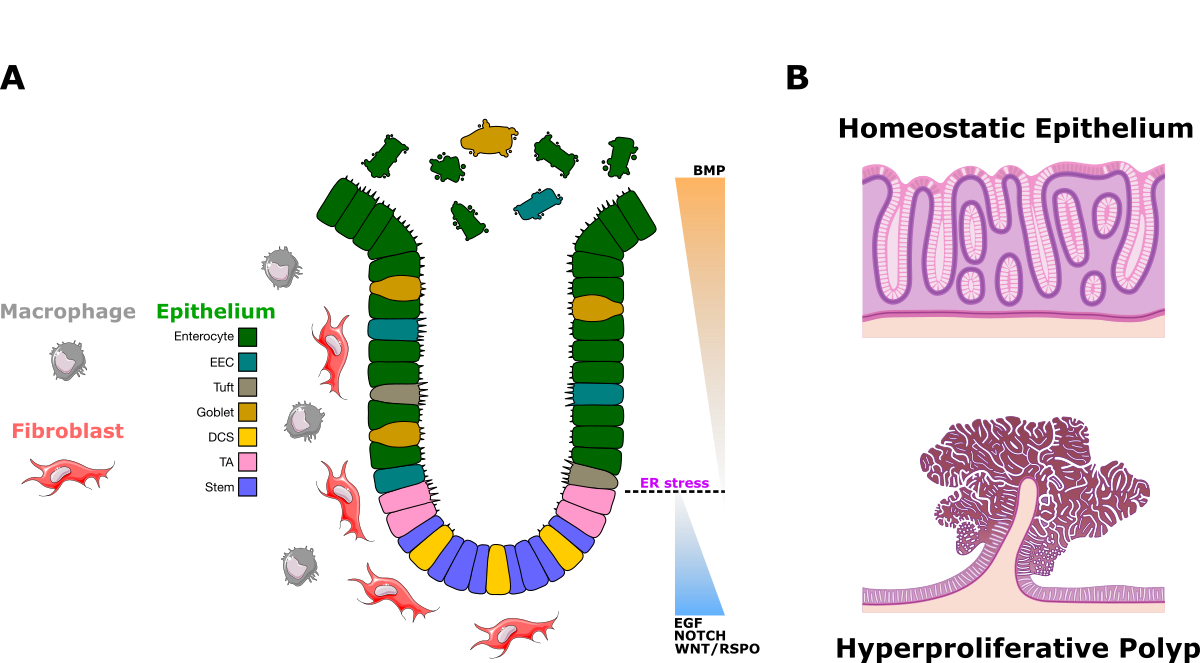 A
B
Homeostatic Epithelium
BMP
Macrophage
Epithelium
Enterocyte
EEC
Tuft
Goblet
DCS
TA
Stem
Fibroblast
ER stress
EGF
NOTCH
WNT/RSPO
Hyperproliferative Polyp